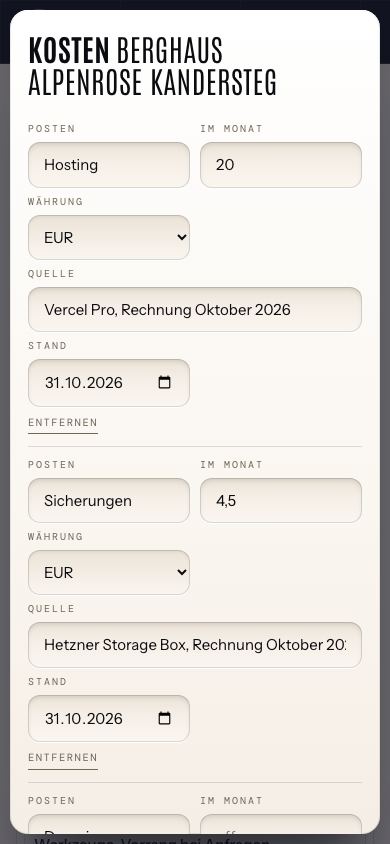 KOSTEN BERGHAUS
ALPENROSE KANDERSTEG
POSTEN IM MONAT
Hosting 20
WÄHRUNG
EUR
QUELLE
Vercel Pro, Rechnung Oktober 2026
STAND
31.10.2026
ENTFERNEN
POSTEN IM MONAT
Sicherungen 4,5
WÄHRUNG
EUR
QUELLE
Hetzner Storage Box, Rechnung Oktober
STAND
31.10.2026
ENTFERNEN
POSTEN IM MONAT